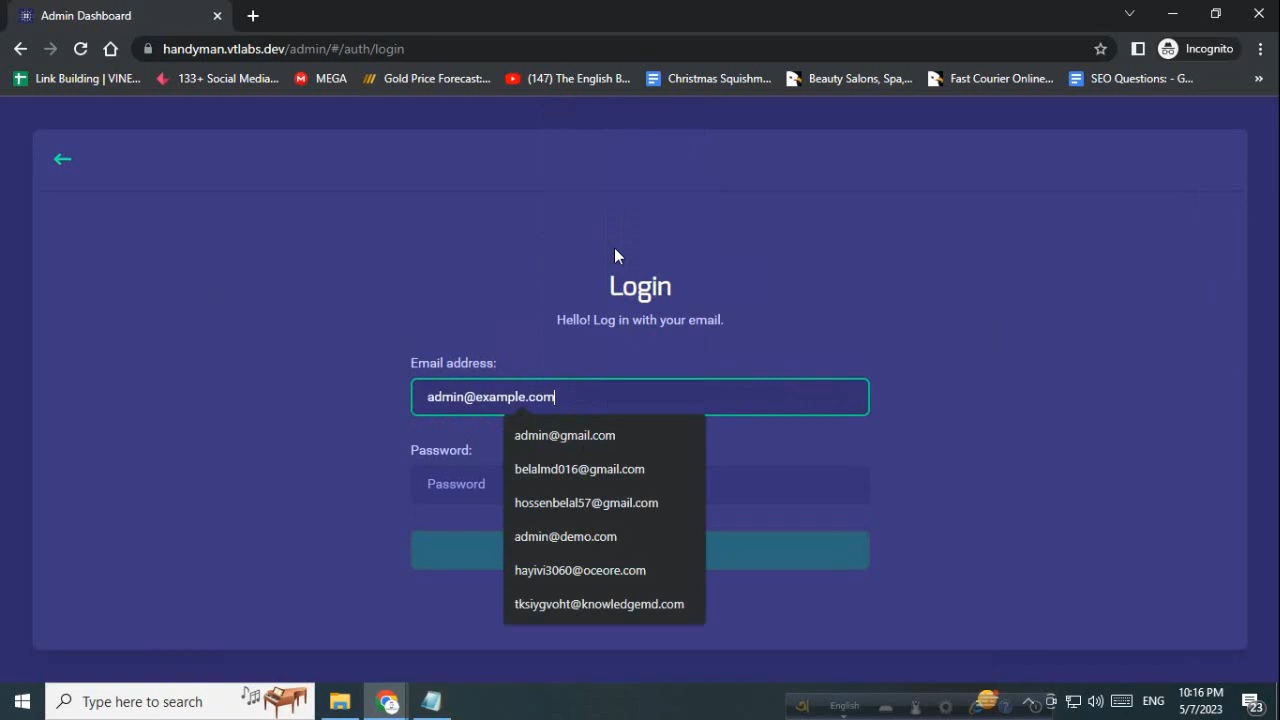 Admin Dashboard
handyman.vtlabs.dev/admin/#/auth/login
Incognito
Link Building | VINE...
133+ Social Media...
MEGA
Gold Price Forecast:...
(147) The English B...
Christmas Squishm...
Beauty Salons, Spa,...
Fast Courier Online...
SEO Questions: - G...
Login
Hello! Log in with your email.
Email address:
admin@example.com
admin@gmail.com
Password:
belalmd016@gmail.com
Password
hossenbelal57@gmail.com
admin@demo.com
hayivi3060@oceore.com
tksiygvoht@knowledgemd.com
Type here to search
English
ENG
10:16 PM
5/7/2023
23